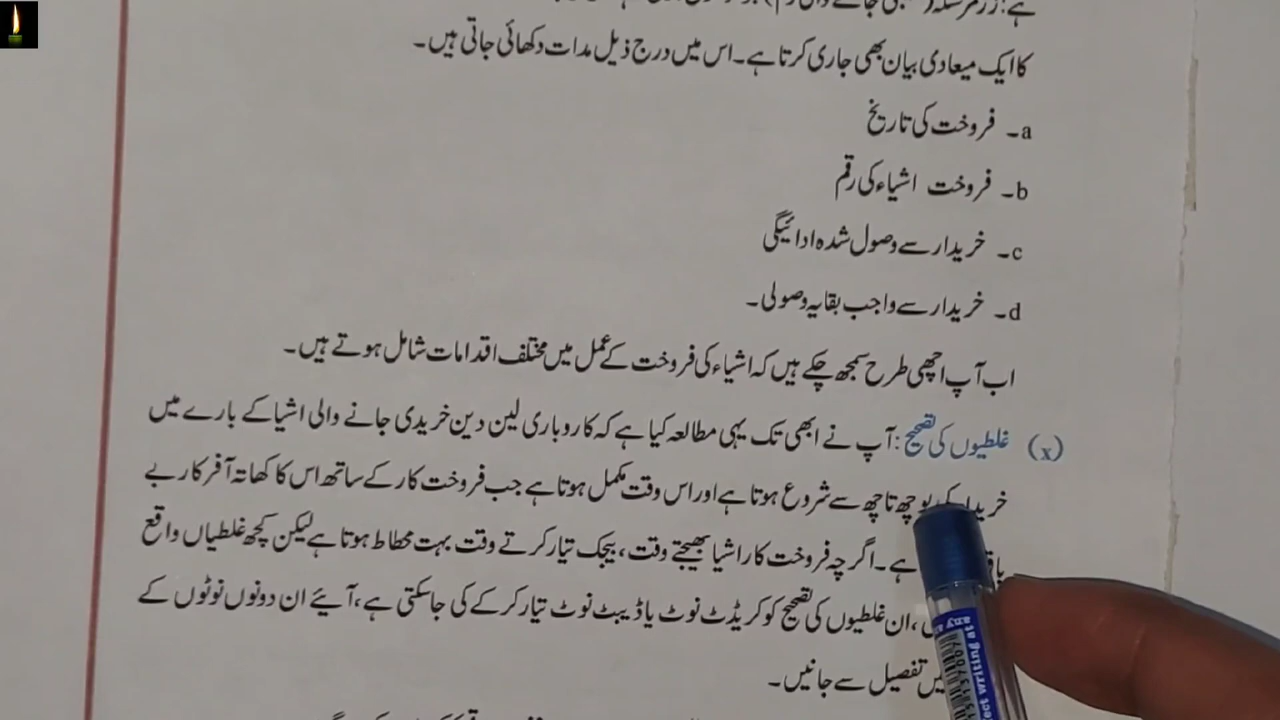 کا ایک میعادی بیان بھی جاری کرتا ہے۔ اس میں درج ذیل مدات دکھائی جاتی ہیں۔
a۔ فروخت کی تاریخ
b۔ فروخت اشیاء کی رقم
c۔ خریدار سے وصول شدہ ادائیگی
d۔ خریدار سے واجب بقایہ وصولی۔
اب آپ اچھی طرح سمجھ چکے ہیں کہ اشیاء کی فروخت کے عمل میں مختلف اقدامات شامل ہوتے ہیں۔
(x) غلطیوں کی تصحیح: آپ نے ابھی تک یہی مطالعہ کیا ہے کہ کاروباری لین دین خریدی جانے والی اشیا کے بارے میں
خریدار کی پوچھ تاچھ سے شروع ہوتا ہے اور اس وقت مکمل ہوتا ہے جب فروخت کار کے ساتھ اس کا کھاتہ آفر کار بے
ہے۔ اگرچہ فروخت کار اشیا بھیجتے وقت، بیجک تیار کرتے وقت بہت محطاط ہوتا ہے لیکن کچھ غلطیاں واقع
، ان غلطیوں کی تصحیح کو کریڈٹ نوٹ یا ڈیبٹ نوٹ تیار کر کے کی جا سکتی ہے، آیئے ان دونوں نوٹوں کے
تفصیل سے جانیں۔